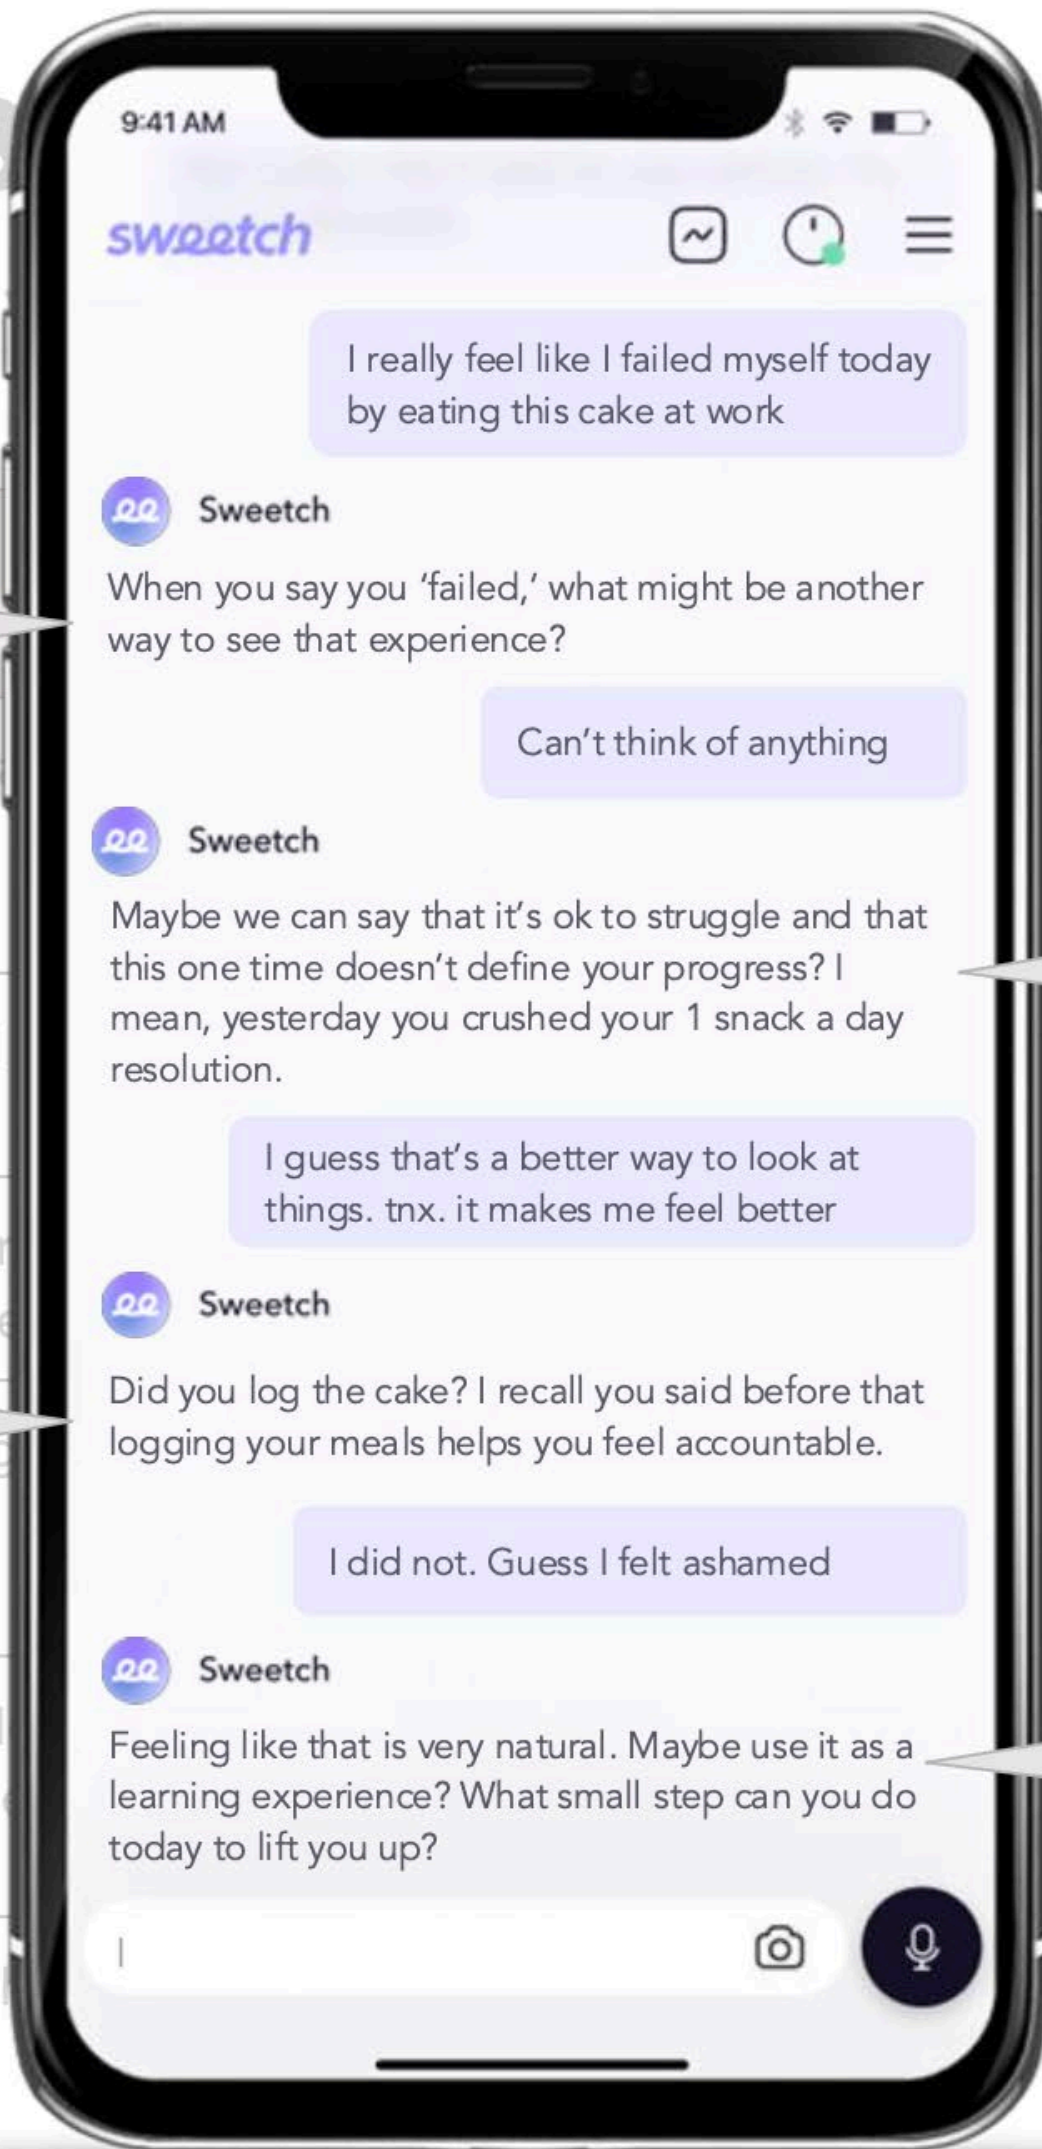 9:41 AM
sweetch
I really feel like I failed myself today
by eating this cake at work
Sweetch
When you say you ‘failed,’ what might be another
way to see that experience?
Can’t think of anything
Sweetch
Maybe we can say that it’s ok to struggle and that
this one time doesn’t define your progress? I
mean, yesterday you crushed your 1 snack a day
resolution.
I guess that’s a better way to look at
things. tnx. it makes me feel better
Sweetch
Did you log the cake? I recall you said before that
logging your meals helps you feel accountable.
I did not. Guess I felt ashamed
Sweetch
Feeling like that is very natural. Maybe use it as a
learning experience? What small step can you do
today to lift you up?